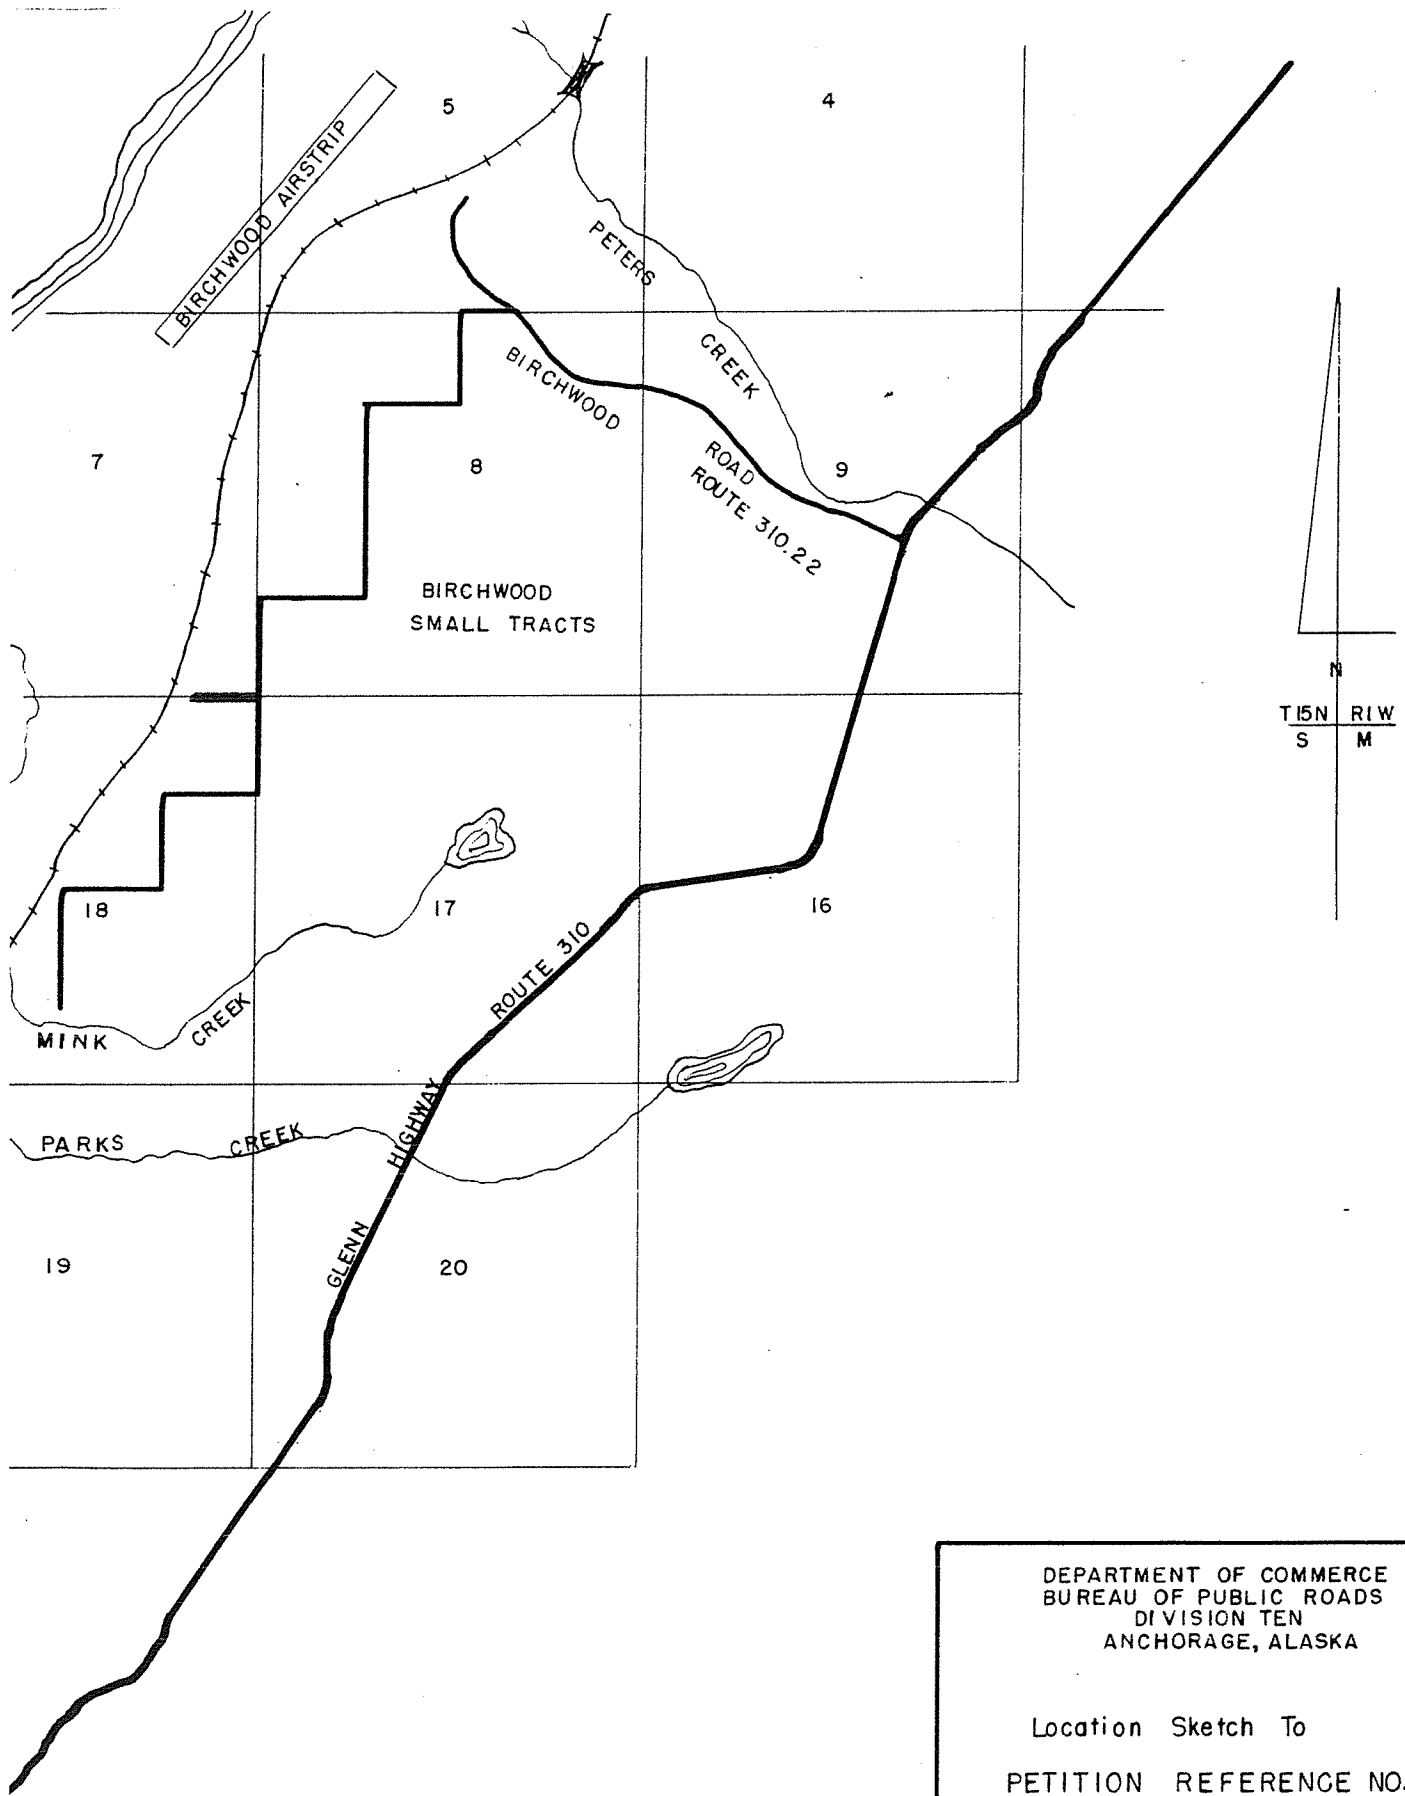 5
4
BIRCHWOOD AIRSTRIP
PETERS
CREEK
BIRCHWOOD
ROAD
ROUTE 310.22
7
8
9
BIRCHWOOD
SMALL TRACTS
N
T15N R1W
S M
18
17
16
ROUTE 310
MINK
CREEK
PARKS
CREEK
HIGHWAY
GLENN
19
20
DEPARTMENT OF COMMERCE
BUREAU OF PUBLIC ROADS
DIVISION TEN
ANCHORAGE, ALASKA
Location Sketch To
PETITION REFERENCE NO.